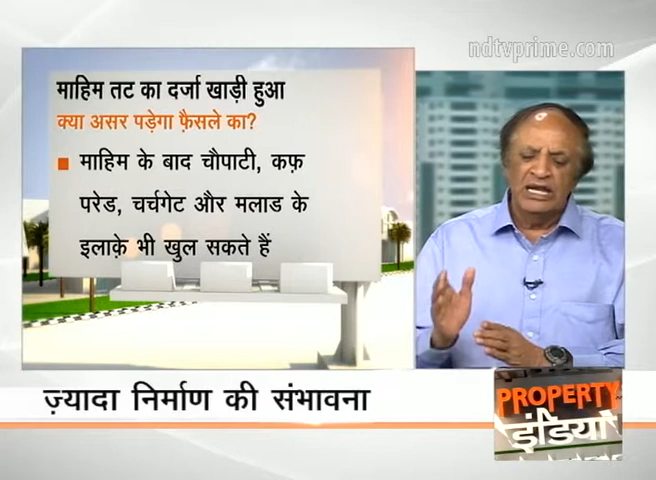 ndtvprime.com
माहिम तट का दर्जा खाड़ी हुआ
क्या असर पड़ेगा फ़ैसले का?
माहिम के बाद चौपाटी, कफ़
परेड, चर्चगेट और मलाड के
इलाक़े भी खुल सकते हैं
ज़्यादा निर्माण की संभावना
PROPERTY
इंडिया